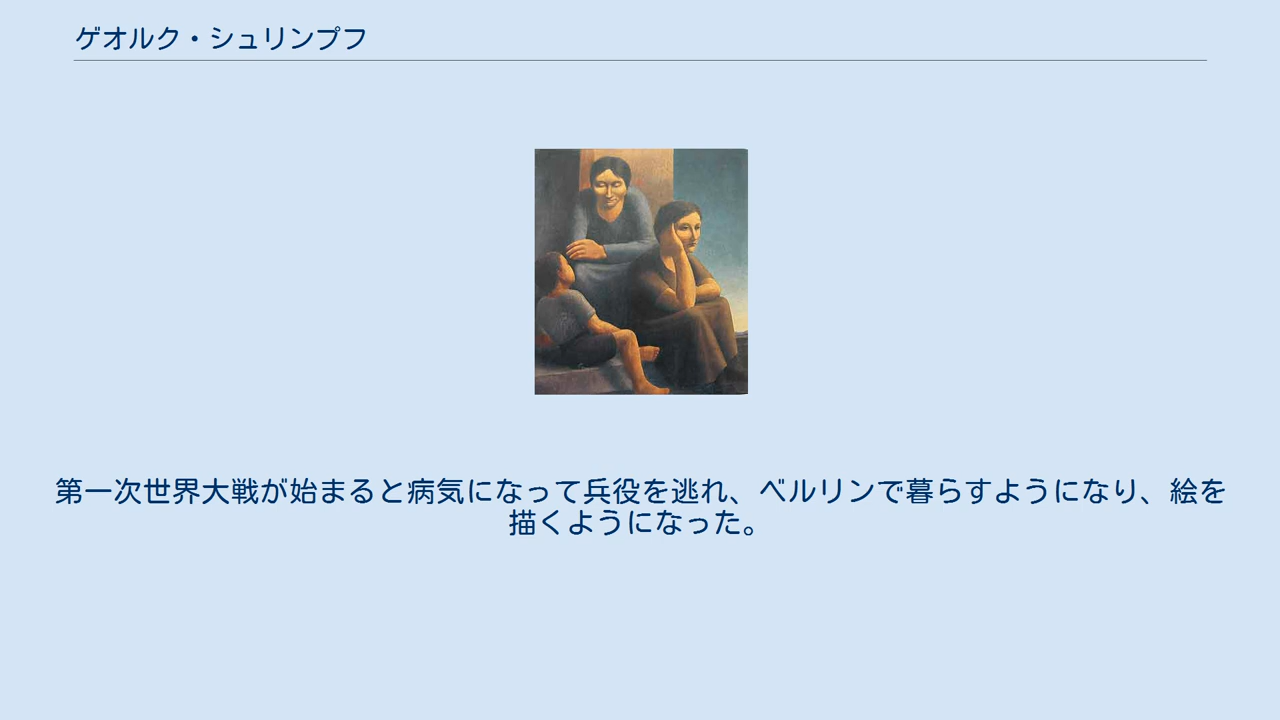 ゲオルク・シュリンプフ
第一次世界大戦が始まると病気になって兵役を逃れ、ベルリンで暮らすようになり、絵を
描くようになった。